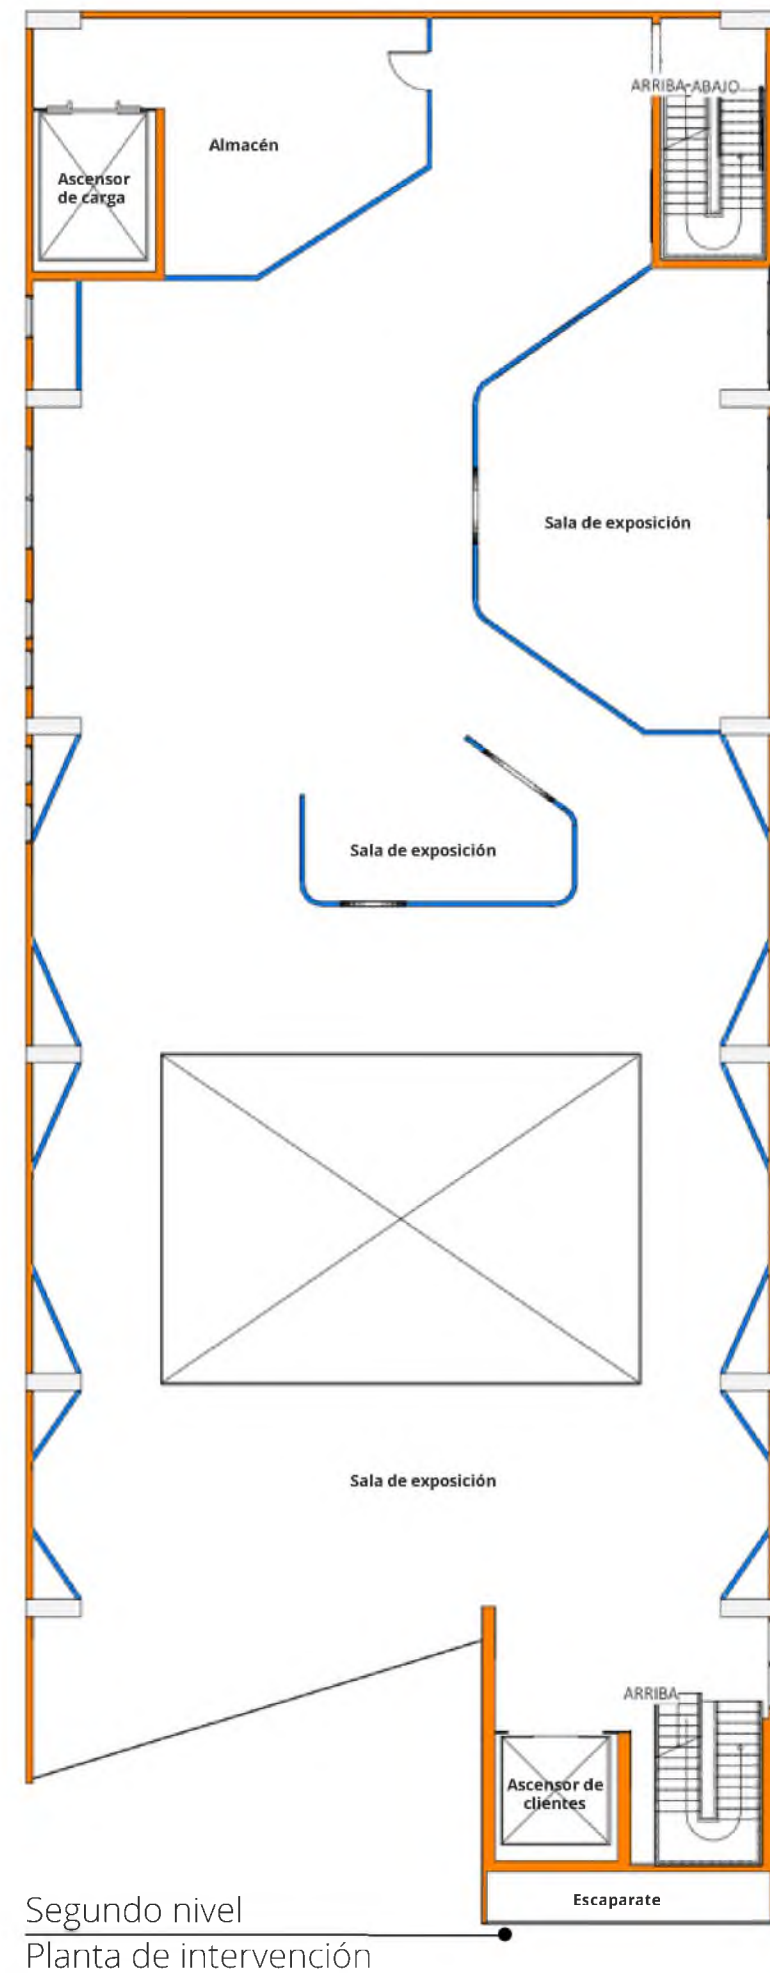 ARRIBA ABAJO
Almacén
Ascensor
de carga
Sala de exposición
Sala de exposición
Sala de exposición
ARRIBA
Ascensor de
clientes
Escaparate
Segundo nivel
Planta de intervención